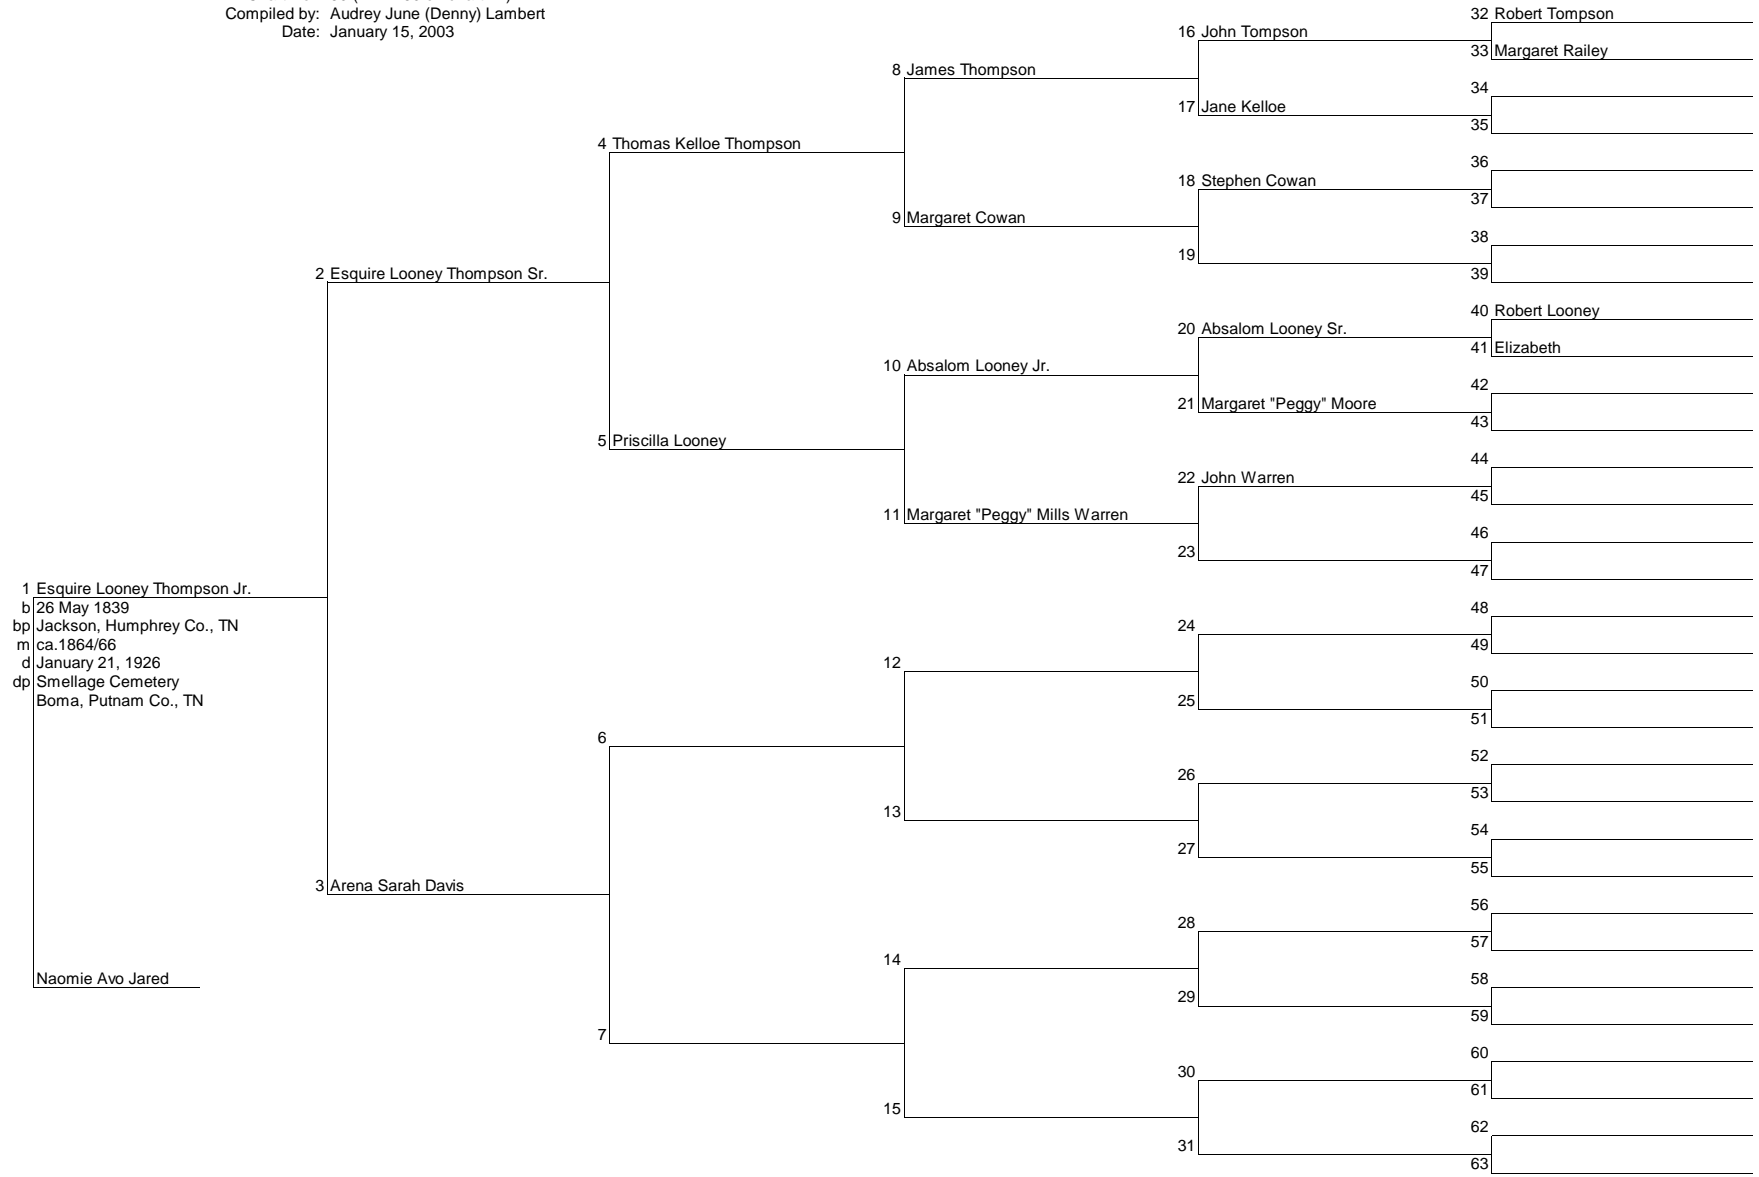 Compiled by: Audrey June (Denny) Lambert
Date: January 15, 2003
32 Robert Tompson
16 John Tompson
33 Margaret Railey
8 James Thompson
34
17 Jane Kelloe
35
4 Thomas Kelloe Thompson
36
18 Stephen Cowan
37
9 Margaret Cowan
38
19
39
2 Esquire Looney Thompson Sr.
40 Robert Looney
20 Absalom Looney Sr.
41 Elizabeth
10 Absalom Looney Jr.
42
21 Margaret "Peggy" Moore
43
5 Priscilla Looney
44
22 John Warren
45
11 Margaret "Peggy" Mills Warren
46
23
47
1 Esquire Looney Thompson Jr.
b 26 May 1839
bp Jackson, Humphrey Co., TN
m ca.1864/66
d January 21, 1926
dp Smellage Cemetery
Boma, Putnam Co., TN
48
24
49
12
50
25
51
6
52
26
53
13
54
27
55
3 Arena Sarah Davis
56
28
57
14
58
Naomie Avo Jared
29
59
7
60
30
61
15
62
31
63